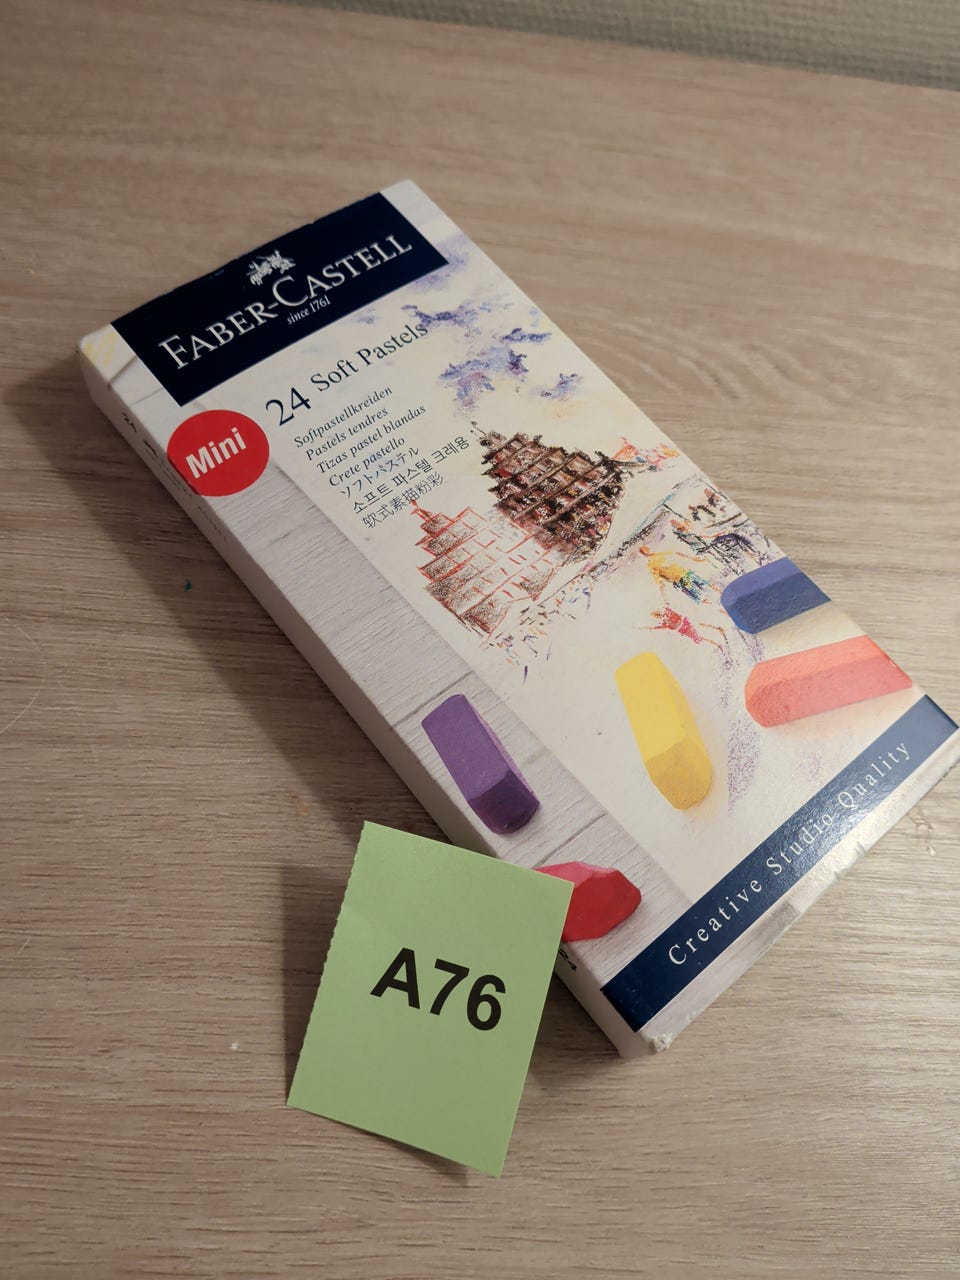 FABER-CASTELL
since 1761
24 Soft Pastels
Mini
Softpastellkreiden
Pastels tendres
Tizas pastel blandas
Crete pastello
ソフトパステル
소프트 파스텔 크레용
软式素描粉彩
Creative Studio Quality
A76